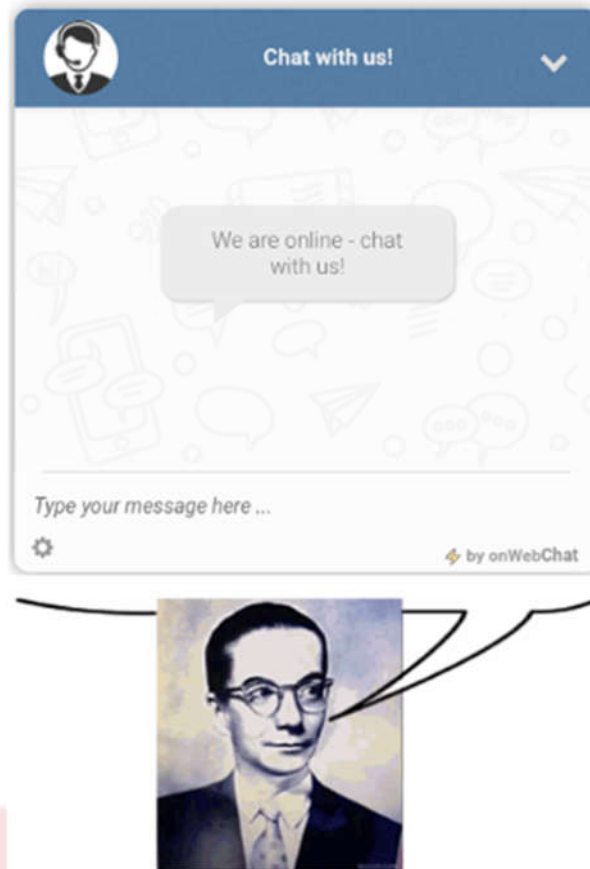 Chat with us!
We are online - chat
with us!
Type your message here ...
by onWebChat